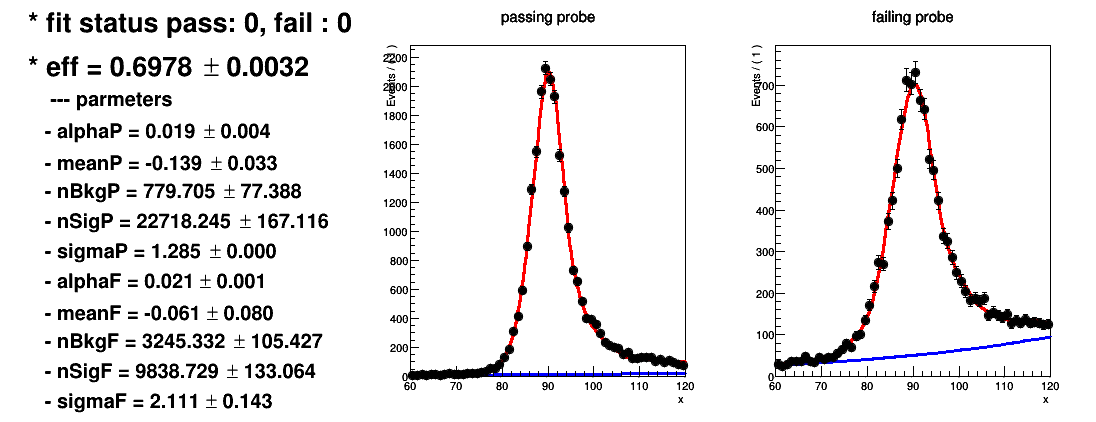 * fit status pass: 0, fail : 0
* eff = 0.6978 ± 0.0032
--- parmeters
- alphaP = 0.019 ± 0.004
- meanP = -0.139 ± 0.033
- nBkgP = 779.705 ± 77.388
- nSigP = 22718.245 ± 167.116
- sigmaP = 1.285 ± 0.000
- alphaF = 0.021 ± 0.001
- meanF = -0.061 ± 0.080
- nBkgF = 3245.332 ± 105.427
- nSigF = 9838.729 ± 133.064
- sigmaF = 2.111 ± 0.143
passing probe
Events / ( 1 )
2200
2000
1800
1600
1400
1200
1000
800
600
400
200
0
60 70 80 90 100 110 120
x
failing probe
Events / ( 1 )
700
600
500
400
300
200
100
0
60 70 80 90 100 110 120
x